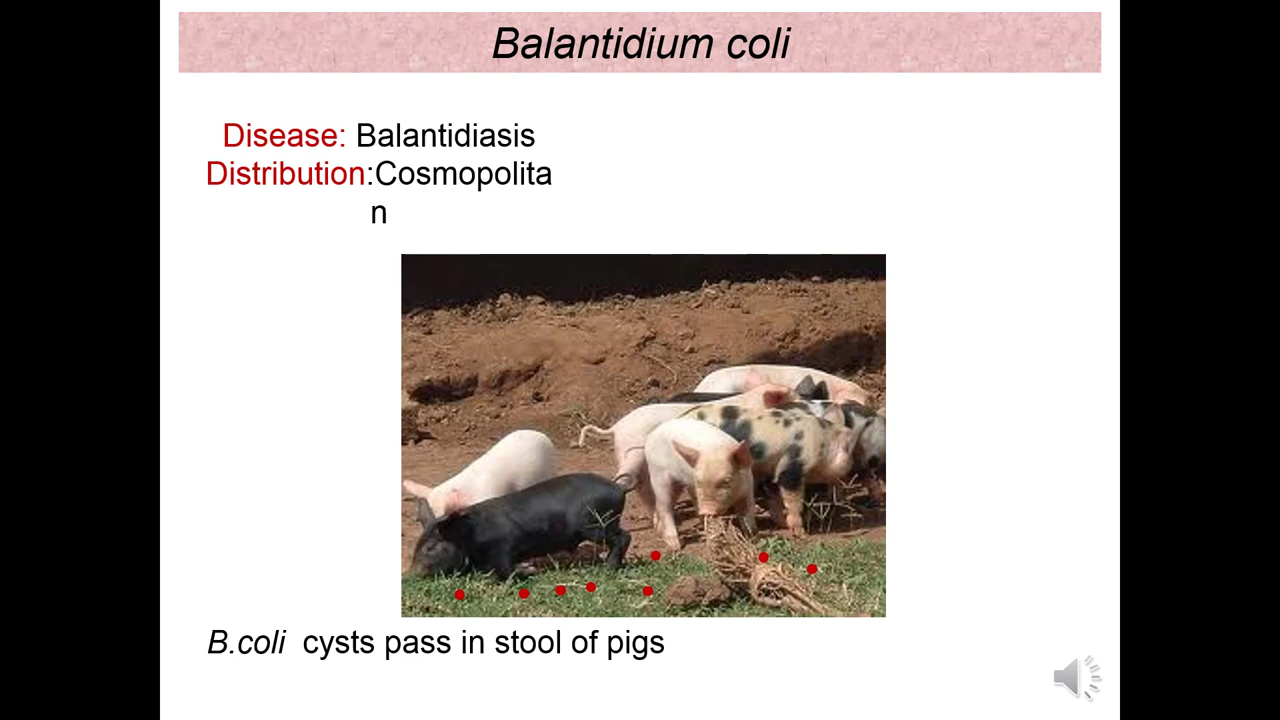 Balantidium coli
Disease: Balantidiasis
Distribution:Cosmopolita
n
B.coli cysts pass in stool of pigs